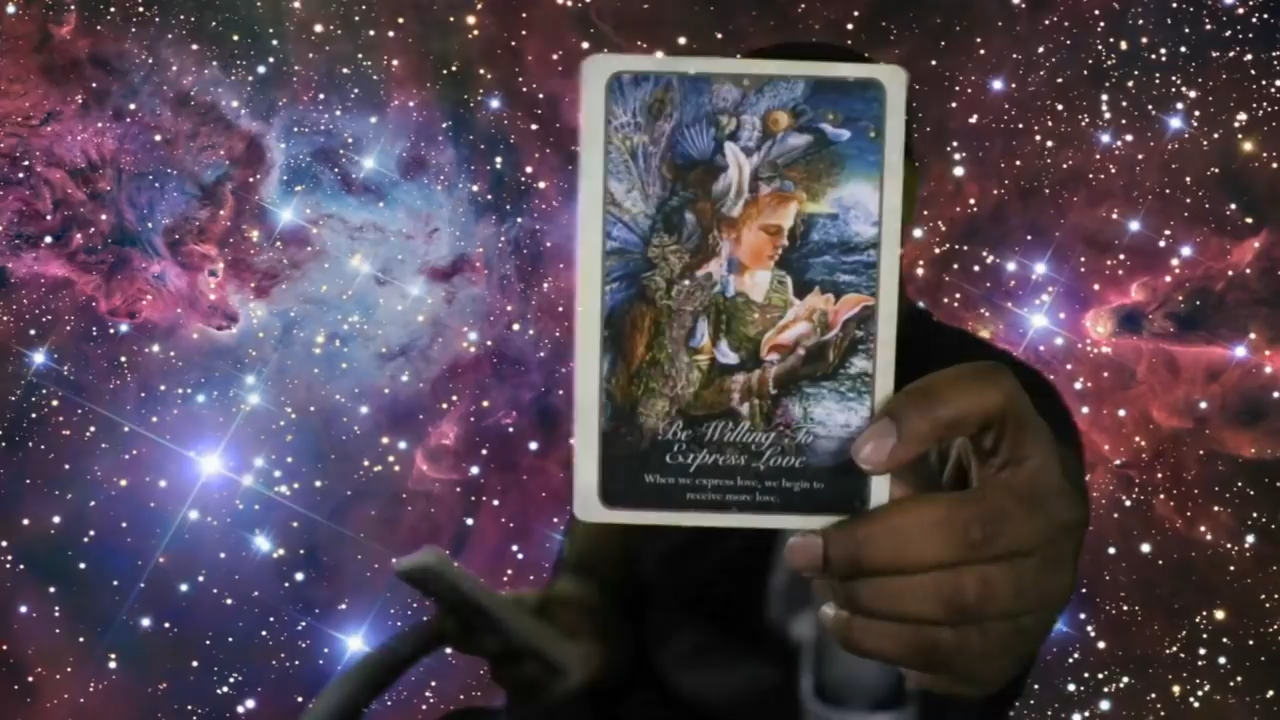 Be Willing To
Express Love
When we express love, we begin to
receive more love.